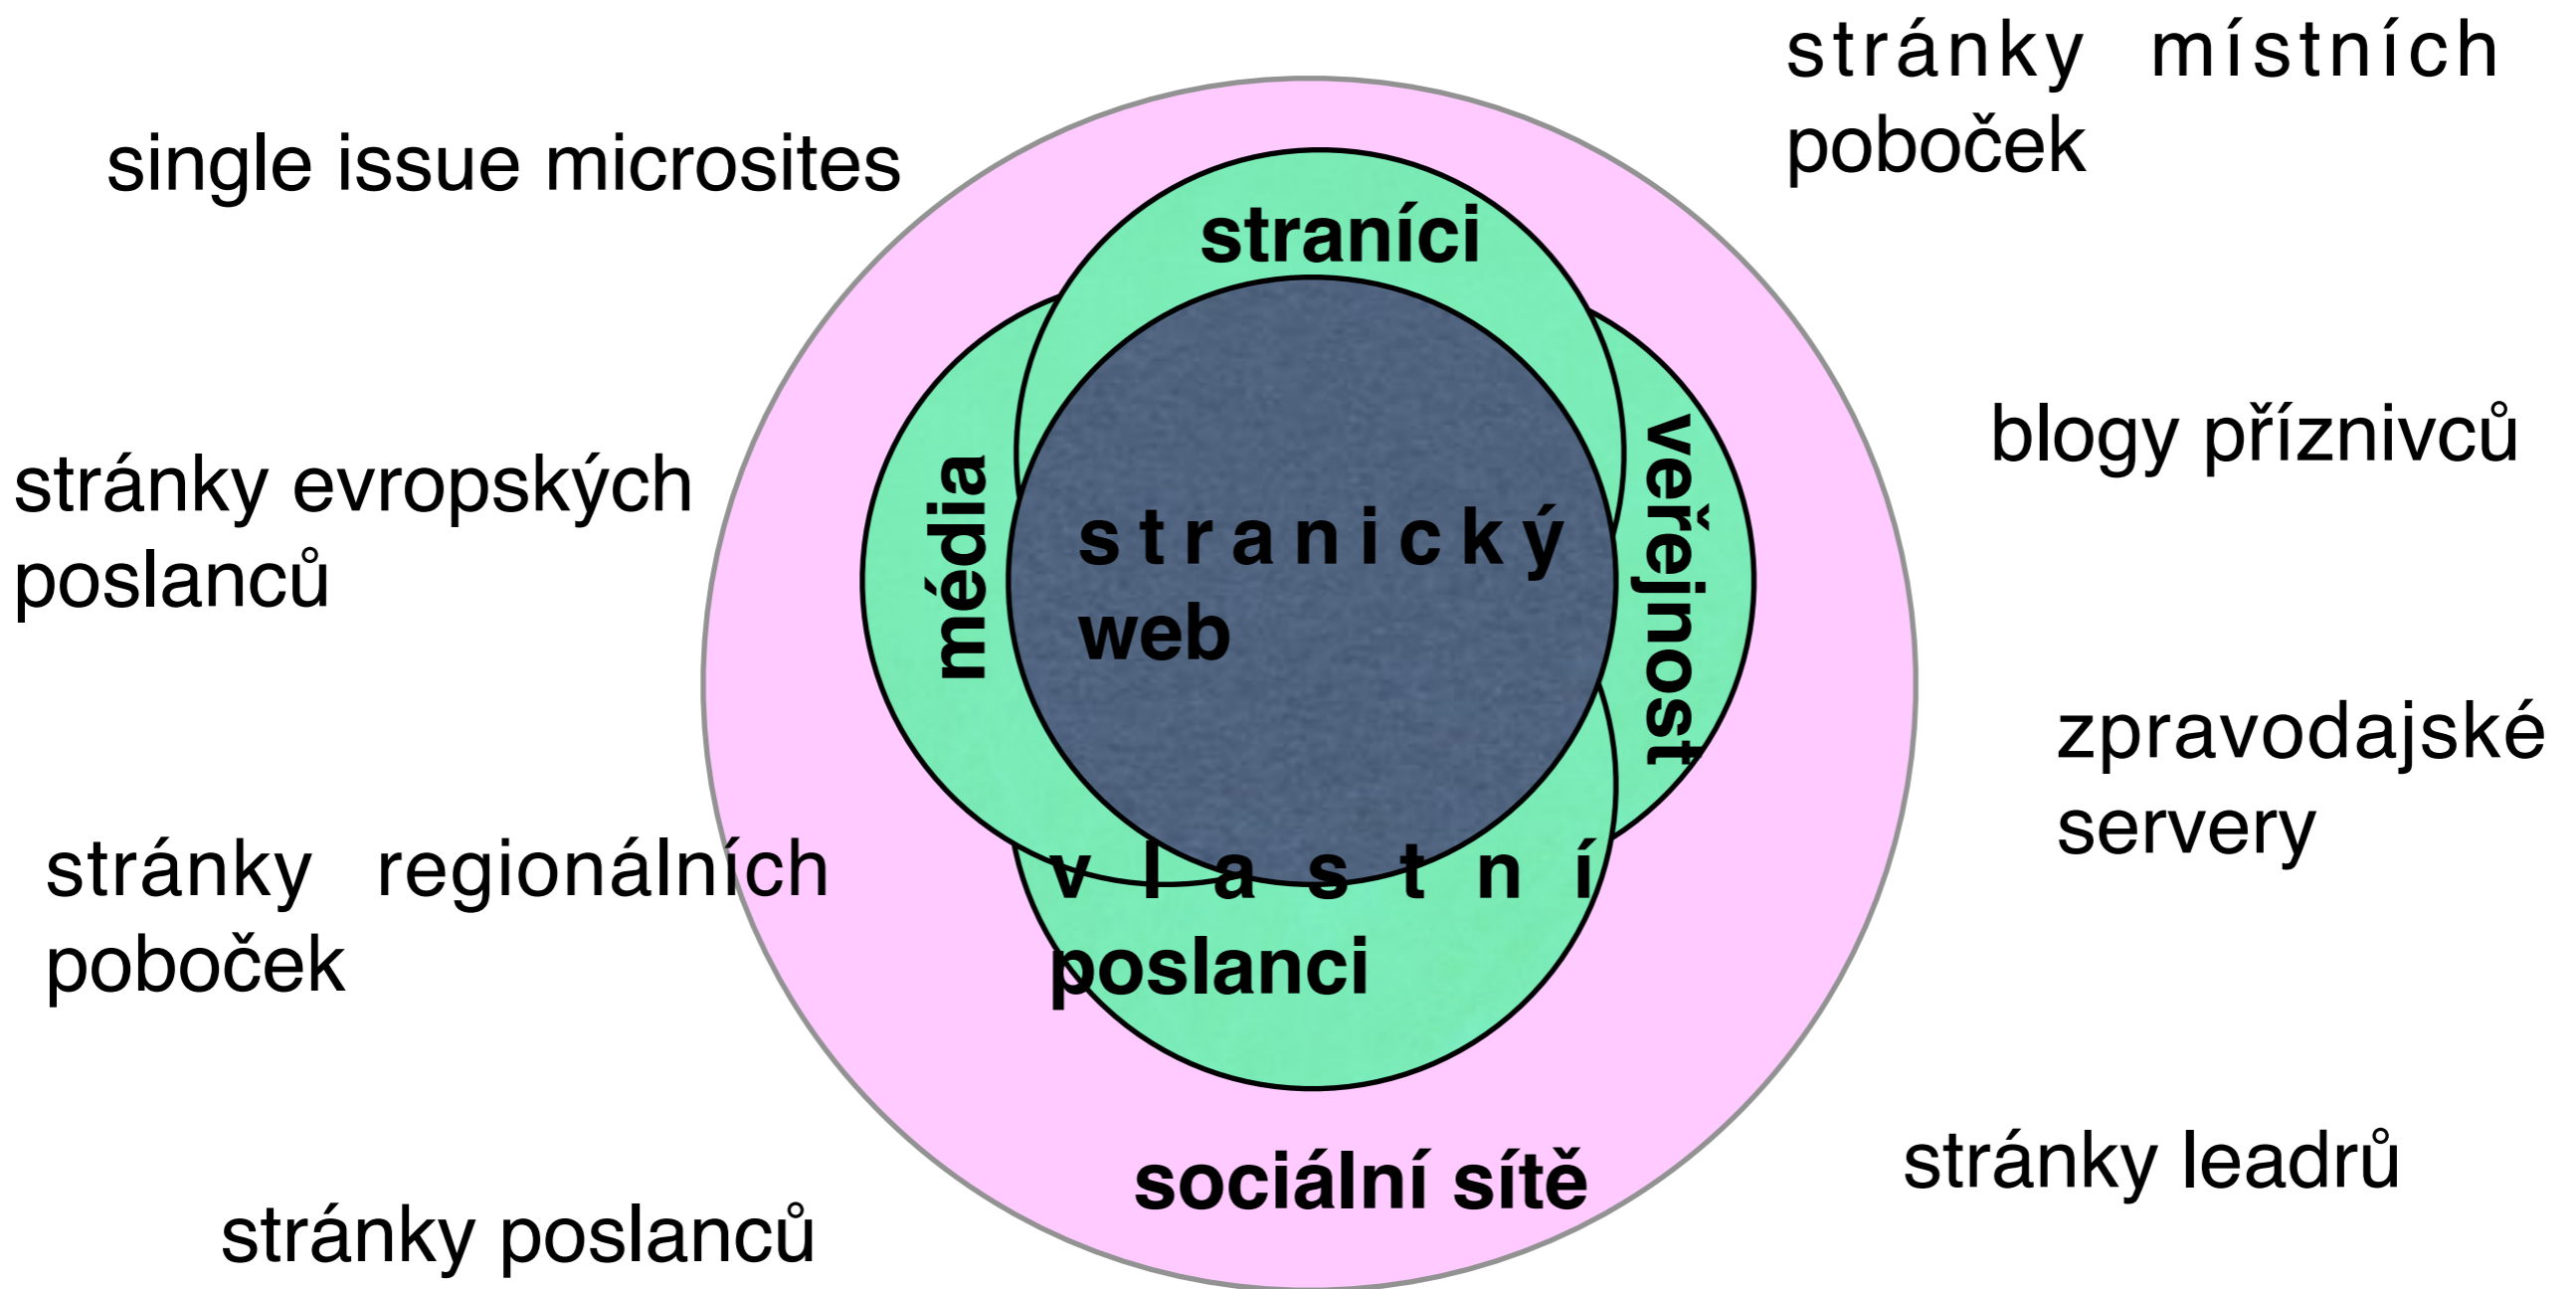 stránky místních
poboček
single issue microsites
straníci
blogy příznivců
stránky evropských
poslanců
média
stranický
web
veřejnost
zpravodajské
servery
stránky regionálních
poboček
vlastní
poslanci
sociální sítě
stránky leadrů
stránky poslanců